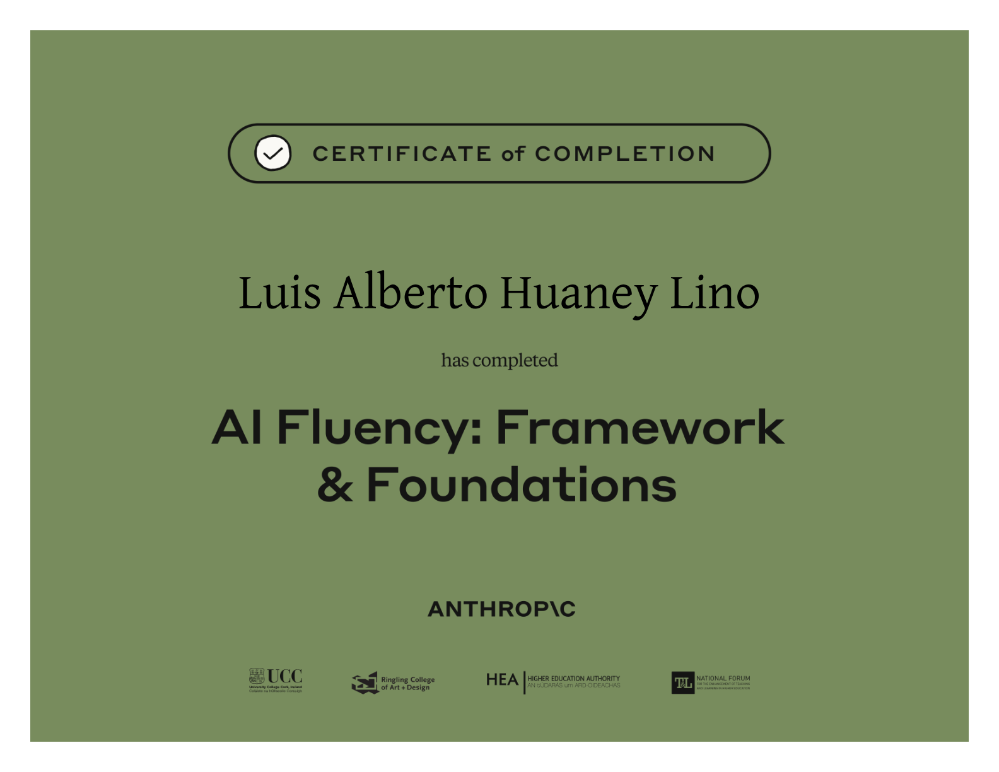 CERTIFICATE of COMPLETION
Luis Alberto Huaney Lino
has completed
AI Fluency: Framework
& Foundations
ANTHROP\C
UCC
University College Cork, Ireland
Coláiste na hOllscoile Corcaigh
Ringling College
of Art + Design
HEA
HIGHER EDUCATION AUTHORITY
AN tÚDARÁS um ARD-OIDEACHAS
T&L
NATIONAL FORUM
FOR THE ENHANCEMENT OF TEACHING
AND LEARNING IN HIGHER EDUCATION